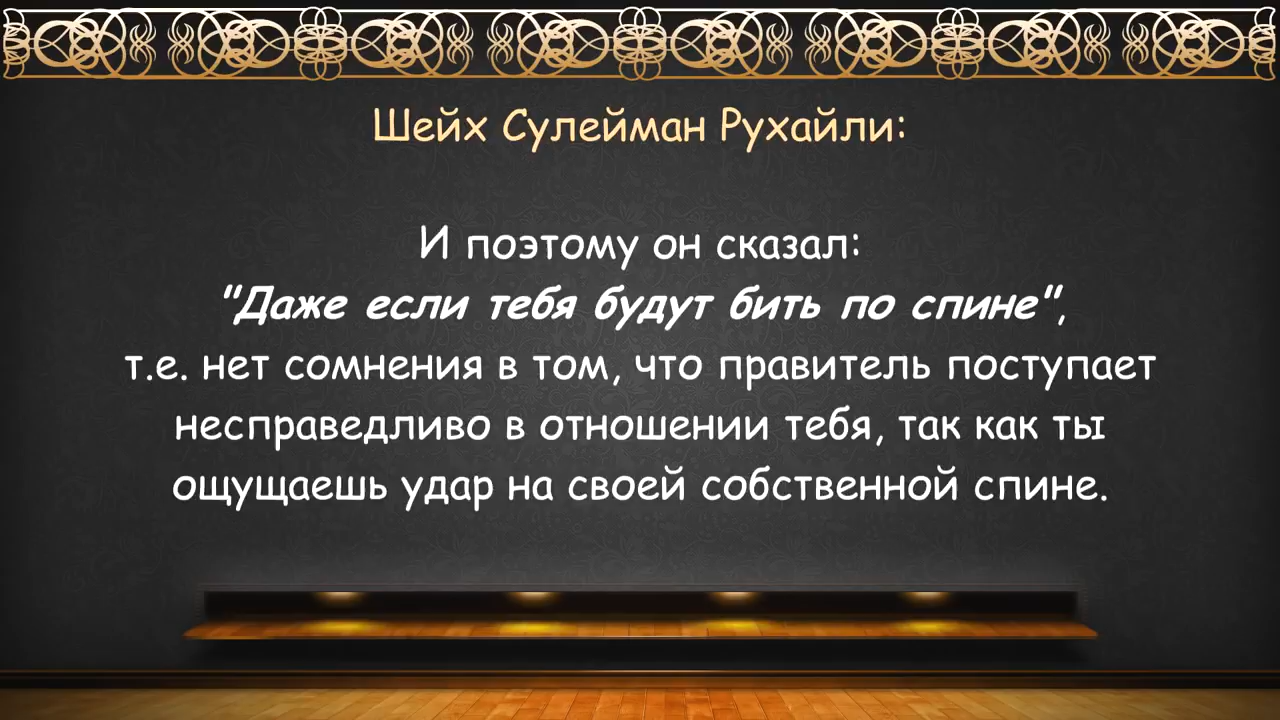 Шейх Сулейман Рухайли:
И поэтому он сказал:
"Даже если тебя будут бить по спине",
т.е. нет сомнения в том, что правитель поступает
несправедливо в отношении тебя, так как ты
ощущаешь удар на своей собственной спине.